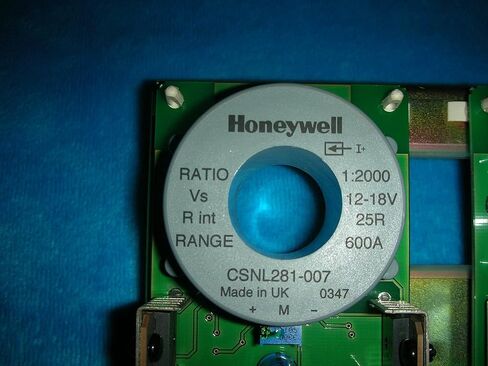 Honeywell
I+
RATIO 1:2000
Vs 12-18V
R int 25R
RANGE 600A
CSNL281-007
Made in UK 0347
+ M -